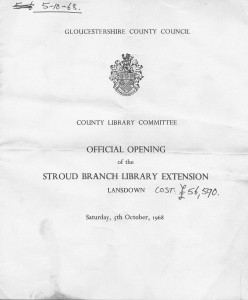 5-10-68.
GLOUCESTERSHIRE COUNTY COUNCIL
COUNTY LIBRARY COMMITTEE
OFFICIAL OPENING
of the
STROUD BRANCH LIBRARY EXTENSION
LANSDOWN COST. £56,590.
Saturday, 5th October, 1968